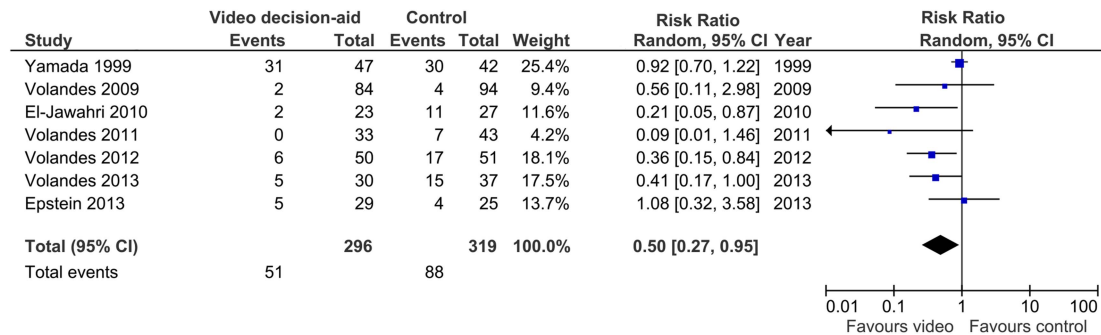 Video decision-aid Control Risk Ratio Risk Ratio
Study Events Total Events Total Weight Random, 95% CI Year Random, 95% CI
Yamada 1999 31 47 30 42 25.4% 0.92 [0.70, 1.22] 1999
Volandes 2009 2 84 4 94 9.4% 0.56 [0.11, 2.98] 2009
El-Jawahri 2010 2 23 11 27 11.6% 0.21 [0.05, 0.87] 2010
Volandes 2011 0 33 7 43 4.2% 0.09 [0.01, 1.46] 2011
Volandes 2012 6 50 17 51 18.1% 0.36 [0.15, 0.84] 2012
Volandes 2013 5 30 15 37 17.5% 0.41 [0.17, 1.00] 2013
Epstein 2013 5 29 4 25 13.7% 1.08 [0.32, 3.58] 2013
Total (95% CI) 296 319 100.0% 0.50 [0.27, 0.95]
Total events 51 88
0.01 0.1 1 10 100
Favours video Favours control